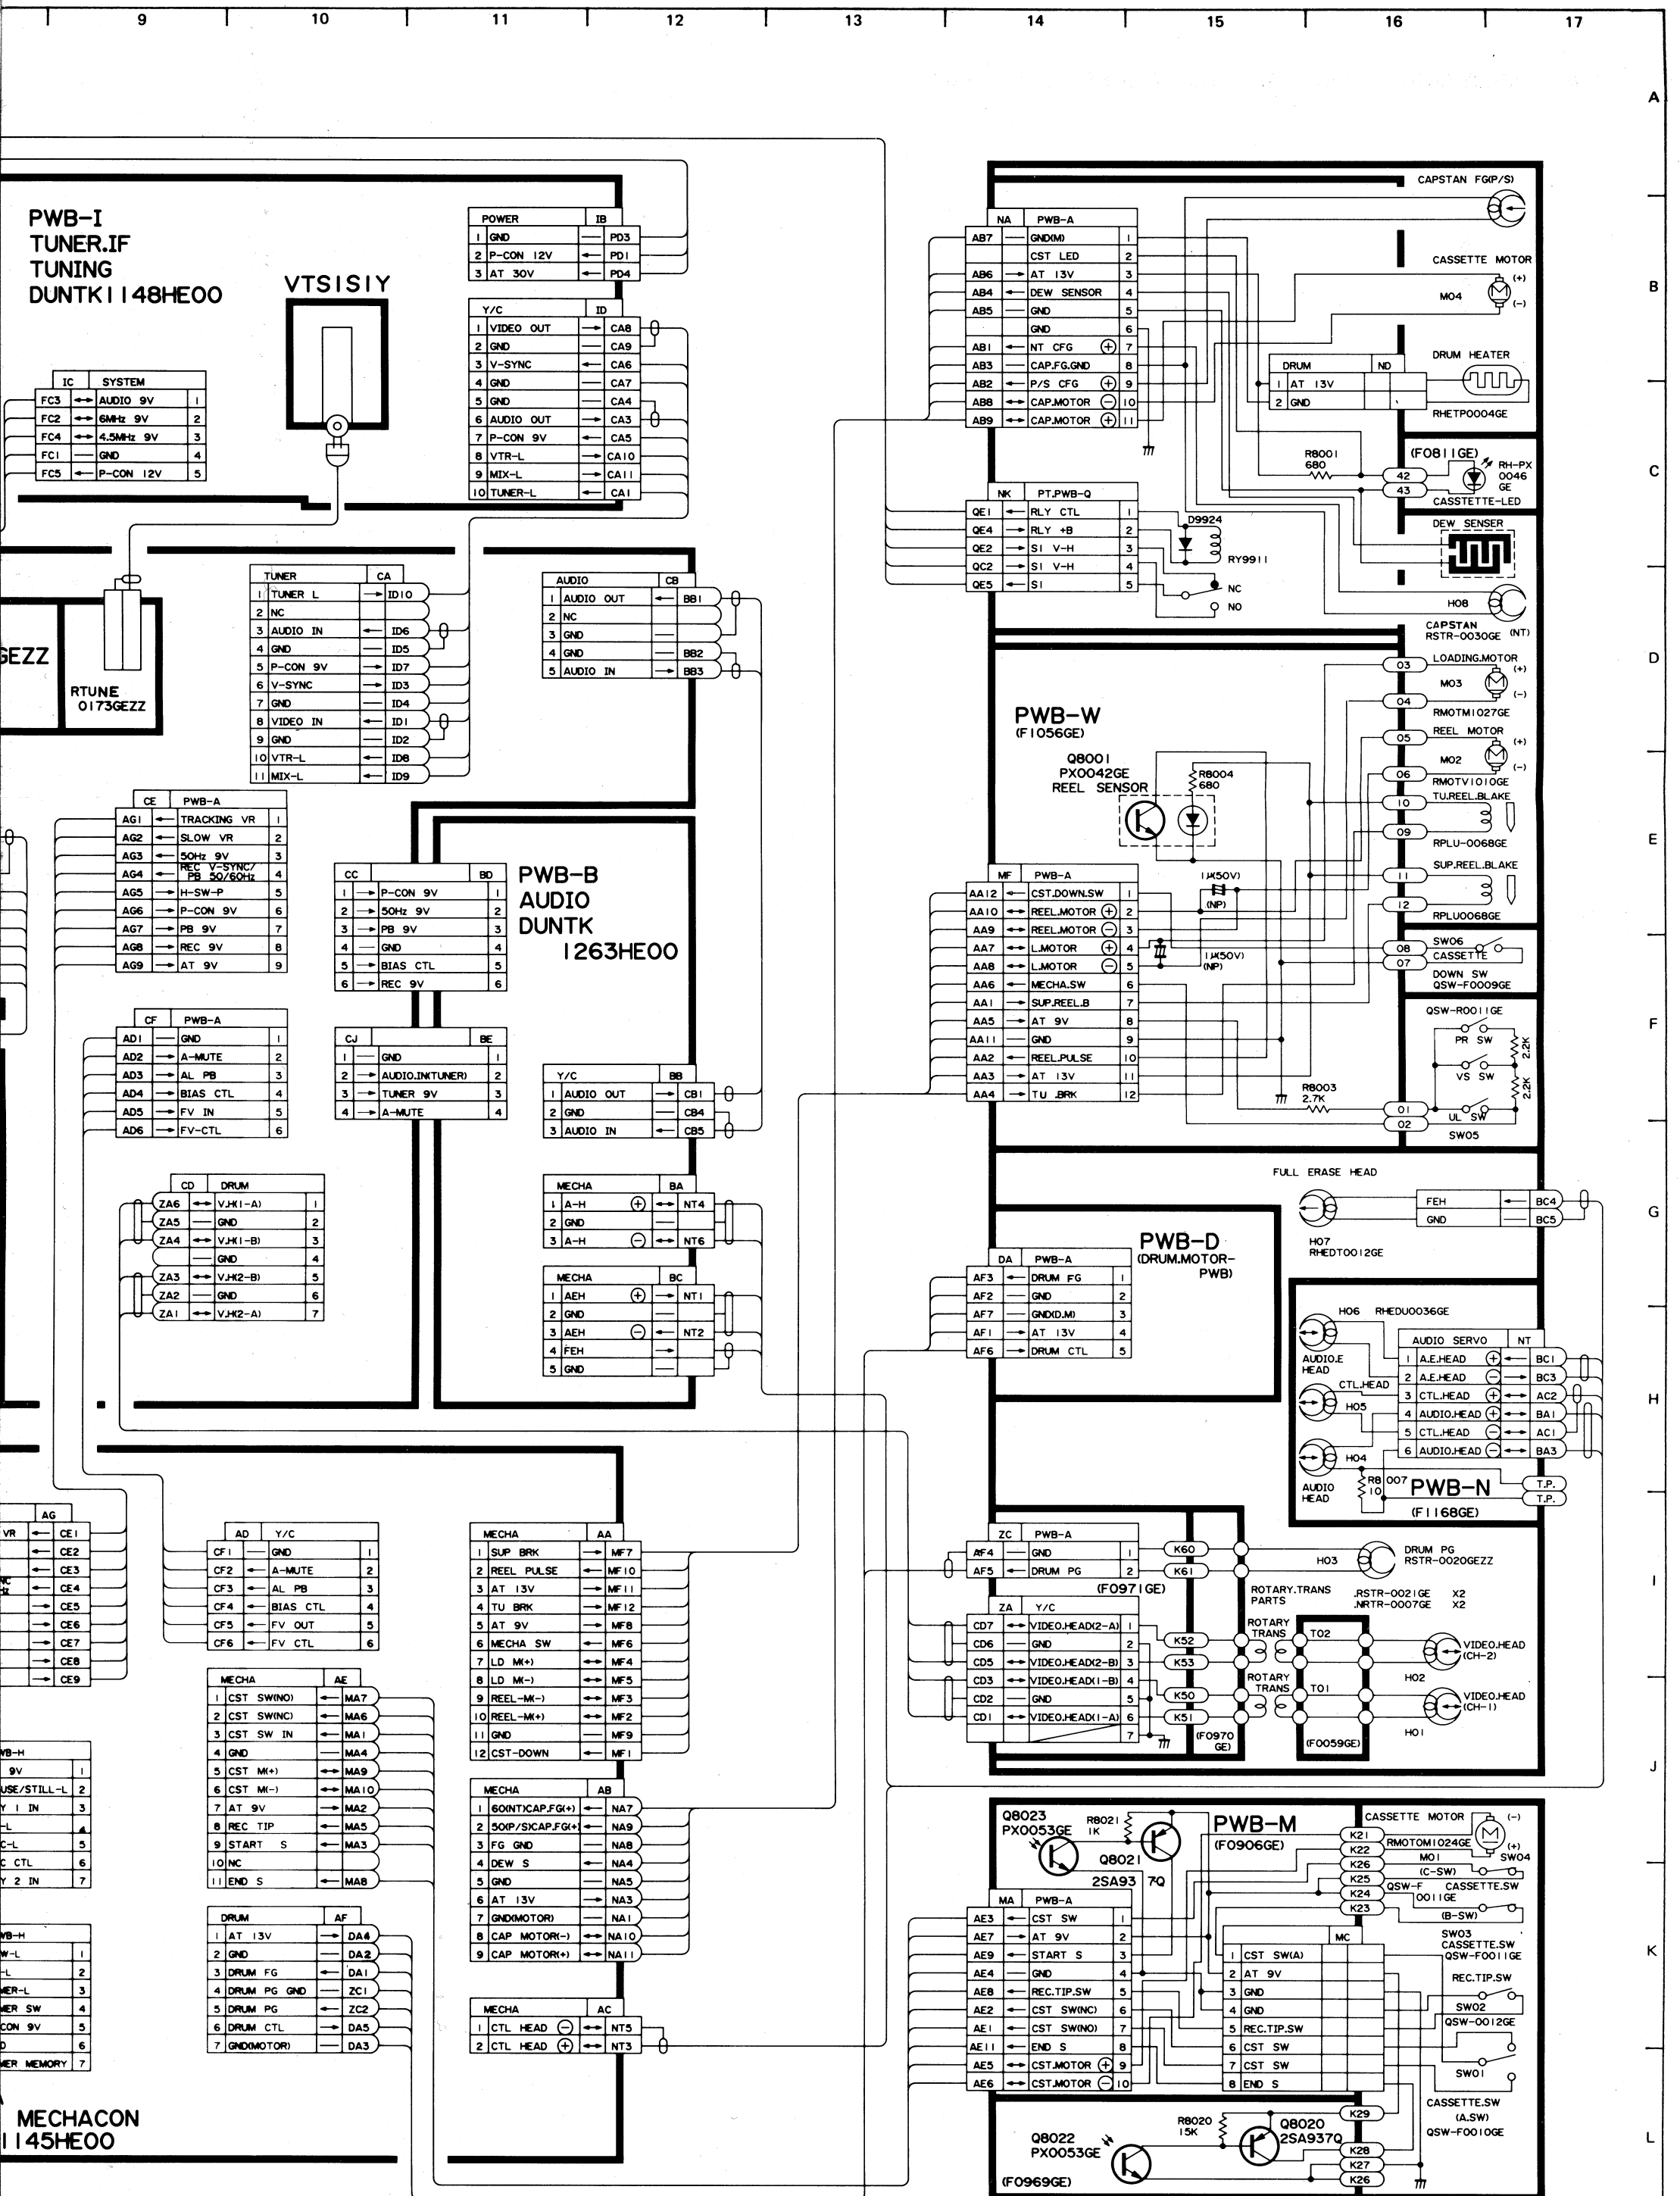 9 10 11 12 13 14 15 16 17
A
B
C
D
E
F
G
H
I
J
K
L
PWB-I
TUNER.IF
TUNING
DUNTK1148HE00
VTS1S1Y
POWER IB
1 GND — PD3
2 P-CON 12V ← PD1
3 AT 30V ← PD4
Y/C ID
1 VIDEO OUT → CA8
2 GND — CA9
3 V-SYNC ← CA6
4 GND — CA7
5 GND — CA4
6 AUDIO OUT → CA3
7 P-CON 9V ← CA5
8 VTR-L → CA10
9 MIX-L → CA11
10 TUNER-L ← CA1
IC SYSTEM
FC3 ↔ AUDIO 9V 1
FC2 ↔ 6MHz 9V 2
FC4 ↔ 4.5MHz 9V 3
FC1 — GND 4
FC5 ← P-CON 12V 5
GEZZ
RTUNE
0173GEZZ
TUNER CA
1 TUNER L → ID10
2 NC
3 AUDIO IN ← ID6
4 GND — ID5
5 P-CON 9V → ID7
6 V-SYNC → ID3
7 GND — ID4
8 VIDEO IN ← ID1
9 GND — ID2
10 VTR-L ← ID8
11 MIX-L ← ID9
AUDIO CB
1 AUDIO OUT ← BB1
2 NC
3 GND —
4 GND — BB2
5 AUDIO IN → BB3
CE PWB-A
AG1 ← TRACKING VR 1
AG2 ← SLOW VR 2
AG3 ← 50Hz 9V 3
AG4 ← REC V-SYNC/
PB 50/60Hz 4
AG5 → H-SW-P 5
AG6 → P-CON 9V 6
AG7 → PB 9V 7
AG8 → REC 9V 8
AG9 → AT 9V 9
CC BD
1 → P-CON 9V 1
2 → 50Hz 9V 2
3 → PB 9V 3
4 — GND 4
5 → BIAS CTL 5
6 → REC 9V 6
PWB-B
AUDIO
DUNTK
1263HE00
CF PWB-A
AD1 — GND 1
AD2 → A-MUTE 2
AD3 → AL PB 3
AD4 → BIAS CTL 4
AD5 → FV IN 5
AD6 → FV-CTL 6
CJ BE
1 — GND 1
2 → AUDIO.IN(TUNER) 2
3 → TUNER 9V 3
4 → A-MUTE 4
Y/C BB
1 AUDIO OUT → CB1
2 GND — CB4
3 AUDIO IN ← CB5
CD DRUM
ZA6 ↔ V.H(1-A) 1
ZA5 — GND 2
ZA4 ↔ V.H(1-B) 3
— GND 4
ZA3 ↔ V.H(2-B) 5
ZA2 — GND 6
ZA1 ↔ V.H(2-A) 7
MECHA BA
1 A-H ⊕ ↔ NT4
2 GND —
3 A-H ⊖ ↔ NT6
MECHA BC
1 AEH ⊕ → NT1
2 GND —
3 AEH ⊖ ← NT2
4 FEH →
5 GND —
AG
VR ← CE1
← CE2
← CE3
← CE4
→ CE5
→ CE6
→ CE7
→ CE8
→ CE9
AD Y/C
CF1 — GND 1
CF2 ← A-MUTE 2
CF3 ← AL PB 3
CF4 ← BIAS CTL 4
CF5 ← FV OUT 5
CF6 ← FV CTL 6
MECHA AA
1 SUP BRK → MF7
2 REEL PULSE ← MF10
3 AT 13V → MF11
4 TU BRK → MF12
5 AT 9V → MF8
6 MECHA SW ← MF6
7 LD M(+) ↔ MF4
8 LD M(-) ↔ MF5
9 REEL-M(-) ↔ MF3
10 REEL-M(+) ↔ MF2
11 GND — MF9
12 CST-DOWN ← MF1
MECHA AE
1 CST SW(NO) ← MA7
2 CST SW(NC) ← MA6
3 CST SW IN ← MA1
4 GND — MA4
5 CST M(+) ↔ MA9
6 CST M(-) ↔ MA10
7 AT 9V → MA2
8 REC TIP ← MA5
9 START S ← MA3
10 NC
11 END S ← MA8
MECHA AB
1 60(NT)CAP.FG(+) ← NA7
2 50(P/S)CAP.FG(+) ← NA9
3 FG GND — NA8
4 DEW S ← NA4
5 GND — NA5
6 AT 13V → NA3
7 GND(MOTOR) — NA1
8 CAP MOTOR(-) ↔ NA10
9 CAP MOTOR(+) ↔ NA11
WB-H
9V 1
USE/STILL-L 2
Y 1 IN 3
-L 4
C-L 5
C CTL 6
Y 2 IN 7
DRUM AF
1 AT 13V → DA4
2 GND — DA2
3 DRUM FG ← DA1
4 DRUM PG GND — ZC1
5 DRUM PG ← ZC2
6 DRUM CTL → DA5
7 GND(MOTOR) — DA3
MECHA AC
1 CTL HEAD ⊖ ↔ NT5
2 CTL HEAD ⊕ ↔ NT3
WB-H
W-L 1
-L 2
MER-L 3
MER SW 4
CON 9V 5
6
MER MEMORY 7
MECHACON
1145HE00
NA PWB-A
AB7 — GND(M) 1
CST LED 2
AB6 → AT 13V 3
AB4 ← DEW SENSOR 4
AB5 — GND 5
GND 6
AB1 ← NT CFG ⊕ 7
AB3 — CAP.FG.GND 8
AB2 ← P/S CFG ⊕ 9
AB8 ↔ CAP.MOTOR ⊖ 10
AB9 ↔ CAP.MOTOR ⊕ 11
CAPSTAN FG(P/S)
CASSETTE MOTOR
M04
(+)
(-)
DRUM HEATER
RHETP0004GE
DRUM ND
1 AT 13V
2 GND
R8001
680
42
43
(F0811GE)
RH-PX
0046
GE
CASSTETTE-LED
DEW SENSER
H08
CAPSTAN
RSTR-0030GE (NT)
NK PT.PWB-Q
QE1 ← RLY CTL 1
QE4 → RLY +B 2
QE2 → S1 V-H 3
QC2 → S1 V-H 4
QE5 ← S1 5
D9924
RY9911
NC
NO
PWB-W
(F1056GE)
Q8001
PX0042GE
REEL SENSOR
R8004
680
03 LOADING.MOTOR
M03
(+)
(-)
04
RMOTM1027GE
05 REEL MOTOR
M02
(+)
(-)
06
RMOTV1010GE
10 TU.REEL.BLAKE
09
RPLU-0068GE
11 SUP.REEL.BLAKE
12
RPLU0068GE
08 SW06
07 CASSETTE
DOWN SW
QSW-F0009GE
QSW-R0011GE
PR SW
VS SW
UL SW
2.2K
2.2K
SW05
01
02
R8003
2.7K
1μ(50V)
(NP)
1μ(50V)
(NP)
MF PWB-A
AA12 ← CST.DOWN.SW 1
AA10 ↔ REEL.MOTOR ⊕ 2
AA9 ↔ REEL.MOTOR ⊖ 3
AA7 ↔ L.MOTOR ⊕ 4
AA8 ↔ L.MOTOR ⊖ 5
AA6 ← MECHA.SW 6
AA1 → SUP.REEL.B 7
AA5 → AT 9V 8
AA11 — GND 9
AA2 ← REEL.PULSE 10
AA3 → AT 13V 11
AA4 → TU .BRK 12
FULL ERASE HEAD
H07
RHEDT0012GE
FEH ← BC4
GND — BC5
PWB-D
(DRUM.MOTOR-
PWB)
DA PWB-A
AF3 ← DRUM FG 1
AF2 — GND 2
AF7 — GND(D.M) 3
AF1 → AT 13V 4
AF6 → DRUM CTL 5
H06 RHEDU0036GE
AUDIO.E
HEAD
CTL.HEAD
H05
H04
AUDIO
HEAD
R8007
10
AUDIO SERVO NT
1 A.E.HEAD ⊕ ← BC1
2 A.E.HEAD ⊖ → BC3
3 CTL.HEAD ⊕ ↔ AC2
4 AUDIO.HEAD ⊕ ↔ BA1
5 CTL.HEAD ⊖ ↔ AC1
6 AUDIO.HEAD ⊖ ↔ BA3
PWB-N
(F1168GE)
T.P.
T.P.
ZC PWB-A
AF4 — GND 1
AF5 ← DRUM PG 2
K60
K61
(F0971GE)
H03
DRUM PG
RSTR-0020GEZZ
ROTARY.TRANS
PARTS
.RSTR-0021GE X2
.NRTR-0007GE X2
ZA Y/C
CD7 ↔ VIDEO.HEAD(2-A) 1
CD6 — GND 2
CD5 ↔ VIDEO.HEAD(2-B) 3
CD3 ↔ VIDEO.HEAD(1-B) 4
CD2 — GND 5
CD1 ↔ VIDEO.HEAD(1-A) 6
7
K52
K53
K50
K51
ROTARY
TRANS
T02
ROTARY
TRANS
T01
VIDEO.HEAD
(CH-2)
H02
VIDEO.HEAD
(CH-1)
H01
(F0970
GE)
(F0059GE)
Q8023
PX0053GE
R8021
1K
Q8021
2SA937Q
PWB-M
(F0906GE)
CASSETTE MOTOR
(-)
(+)
K21
K22 RMOTOM1024GE
M01 SW04
K26 (C-SW)
K25 QSW-F CASSETTE.SW
K24 0011GE
K23 (B-SW)
SW03
CASSETTE.SW
QSW-F0011GE
REC.TIP.SW
SW02
QSW-0012GE
SW01
CASSETTE.SW
(A.SW)
QSW-F0010GE
MA PWB-A
AE3 ← CST SW 1
AE7 → AT 9V 2
AE9 ← START S 3
AE4 — GND 4
AE8 ← REC.TIP.SW 5
AE2 ← CST SW(NC) 6
AE1 ← CST SW(NO) 7
AE11 ← END S 8
AE5 ↔ CST.MOTOR ⊕ 9
AE6 ↔ CST.MOTOR ⊖ 10
MC
1 CST SW(A)
2 AT 9V
3 GND
4 GND
5 REC.TIP.SW
6 CST SW
7 CST SW
8 END S
Q8022
PX0053GE
R8020
15K
Q8020
2SA937Q
(F0969GE)
K29
K28
K27
K26